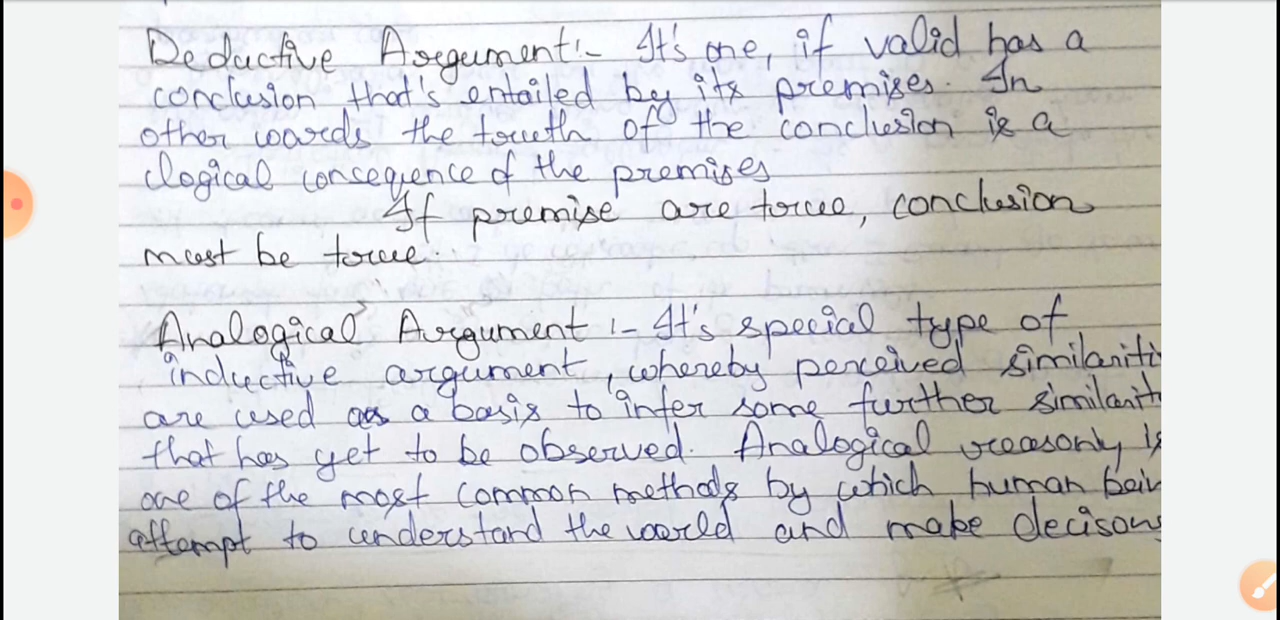 Deductive Argument :- It's one, if valid has a
conclusion that's entailed by its premises. In
other words the truth of the conclusion is a
logical consequence of the premises
If premise are true, conclusion
must be true.
Analogical Argument :- It's special type of
inductive argument, whereby perceived similariti
are used as a basis to infer some further similarit
that has yet to be observed. Analogical reasony is
one of the most common methods by which human bein
attempt to understand the world and make decisons